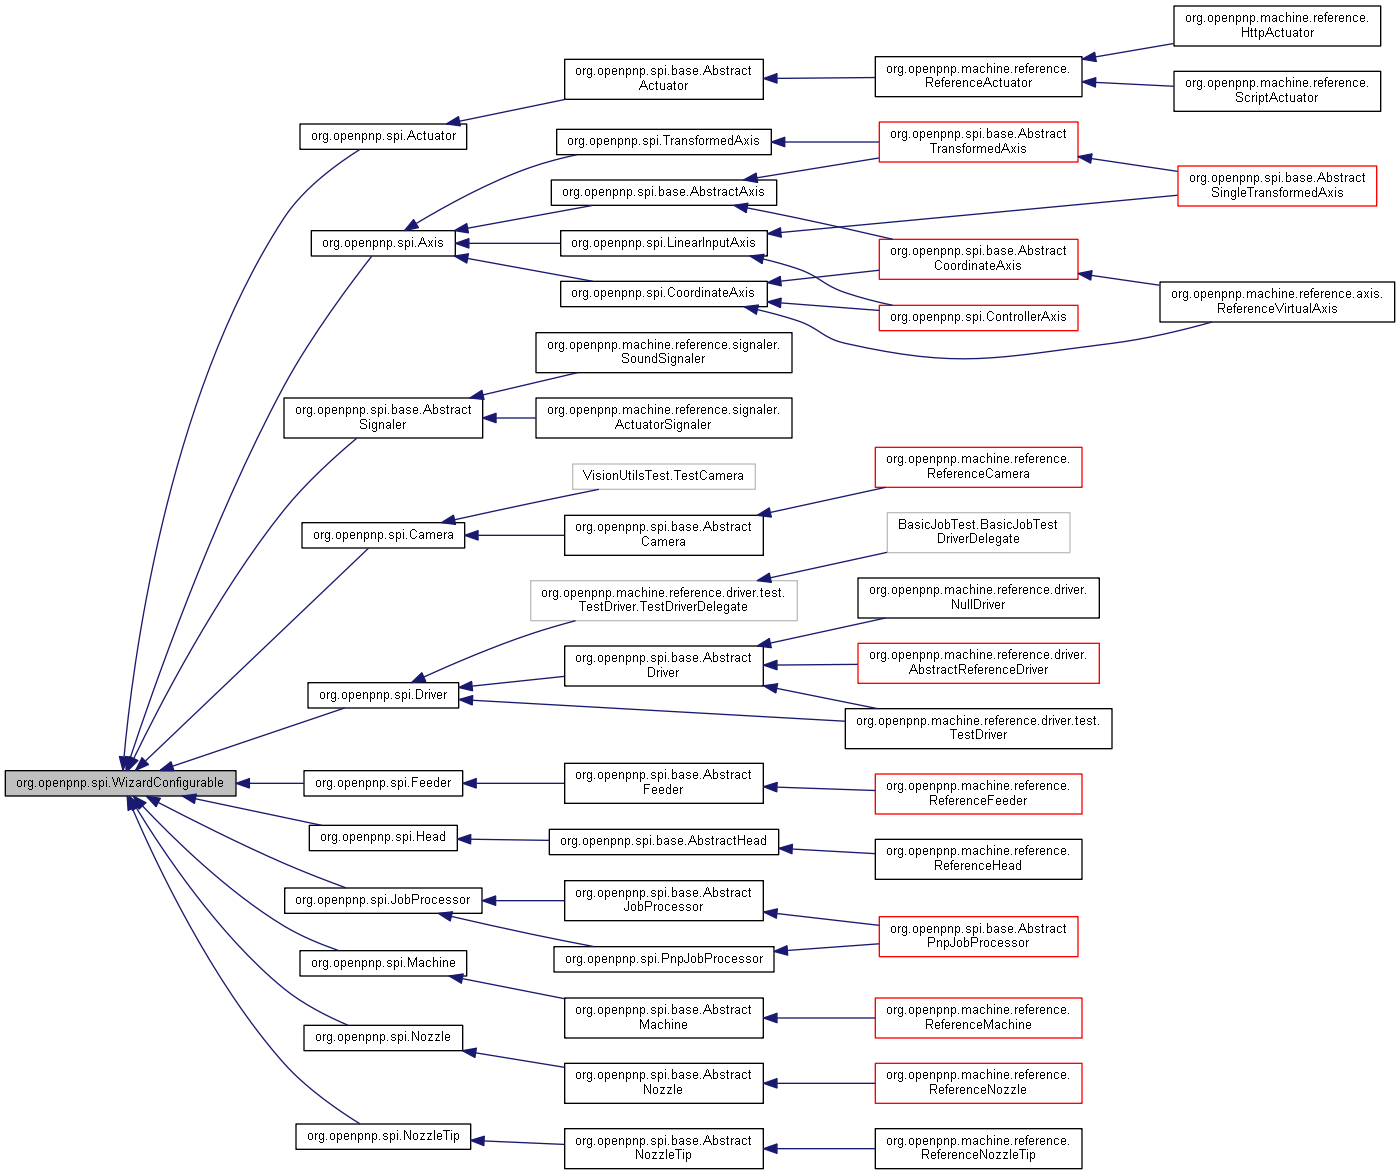 org.openpnp.machine.reference.
HttpActuator
org.openpnp.spi.base.Abstract
Actuator
org.openpnp.machine.reference.
ReferenceActuator
org.openpnp.machine.reference.
ScriptActuator
org.openpnp.spi.Actuator
org.openpnp.spi.TransformedAxis
org.openpnp.spi.base.Abstract
TransformedAxis
org.openpnp.spi.base.AbstractAxis
org.openpnp.spi.base.Abstract
SingleTransformedAxis
org.openpnp.spi.Axis
org.openpnp.spi.LinearInputAxis
org.openpnp.spi.base.Abstract
CoordinateAxis
org.openpnp.spi.CoordinateAxis
org.openpnp.machine.reference.axis.
ReferenceVirtualAxis
org.openpnp.spi.ControllerAxis
org.openpnp.machine.reference.signaler.
SoundSignaler
org.openpnp.spi.base.Abstract
Signaler
org.openpnp.machine.reference.signaler.
ActuatorSignaler
VisionUtilsTest.TestCamera
org.openpnp.machine.reference.
ReferenceCamera
org.openpnp.spi.Camera
org.openpnp.spi.base.Abstract
Camera
BasicJobTest.BasicJobTest
DriverDelegate
org.openpnp.machine.reference.driver.test.
TestDriver.TestDriverDelegate
org.openpnp.machine.reference.driver.
NullDriver
org.openpnp.spi.base.Abstract
Driver
org.openpnp.machine.reference.driver.
AbstractReferenceDriver
org.openpnp.spi.Driver
org.openpnp.machine.reference.driver.test.
TestDriver
org.openpnp.spi.WizardConfigurable
org.openpnp.spi.Feeder
org.openpnp.spi.base.Abstract
Feeder
org.openpnp.machine.reference.
ReferenceFeeder
org.openpnp.spi.Head
org.openpnp.spi.base.AbstractHead
org.openpnp.machine.reference.
ReferenceHead
org.openpnp.spi.JobProcessor
org.openpnp.spi.base.Abstract
JobProcessor
org.openpnp.spi.base.Abstract
PnpJobProcessor
org.openpnp.spi.PnpJobProcessor
org.openpnp.spi.Machine
org.openpnp.spi.base.Abstract
Machine
org.openpnp.machine.reference.
ReferenceMachine
org.openpnp.spi.Nozzle
org.openpnp.spi.base.Abstract
Nozzle
org.openpnp.machine.reference.
ReferenceNozzle
org.openpnp.spi.NozzleTip
org.openpnp.spi.base.Abstract
NozzleTip
org.openpnp.machine.reference.
ReferenceNozzleTip